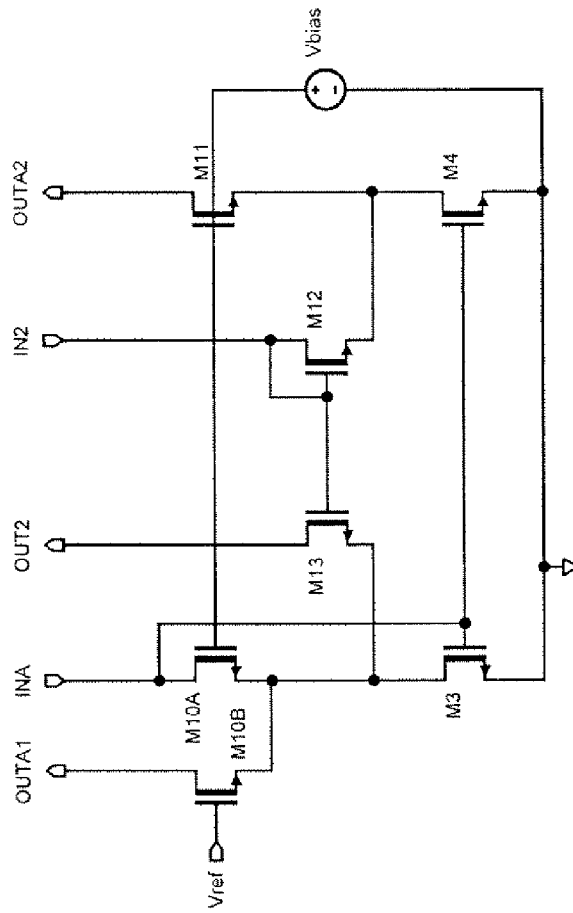 OUTA1
INA
OUT2
IN2
OUTA2
Vref
M10A
M10B
M13
M12
M11
Vbias
M3
M4